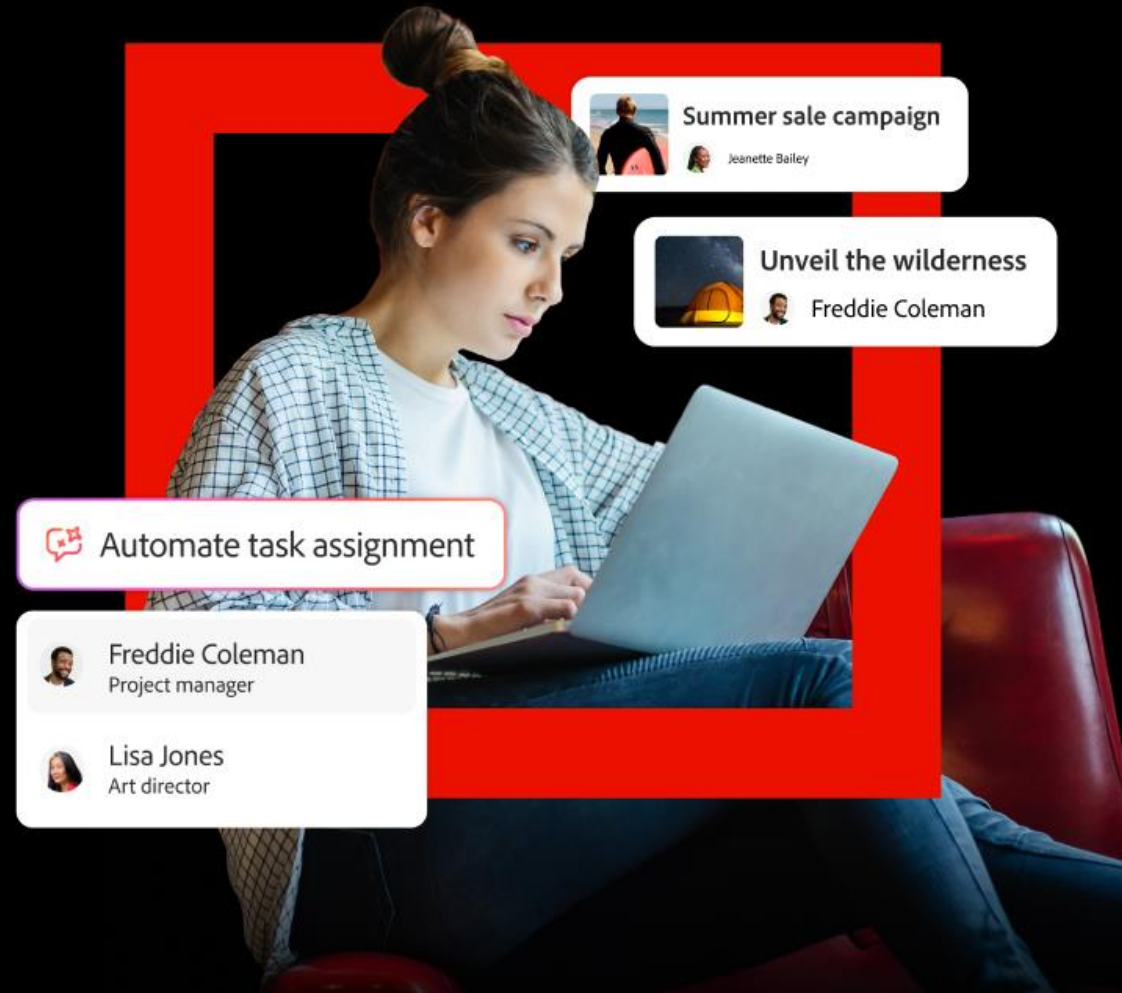 Summer sale campaign
Jeanette Bailey
Unveil the wilderness
Freddie Coleman
Automate task assignment
Freddie Coleman
Project manager
Lisa Jones
Art director